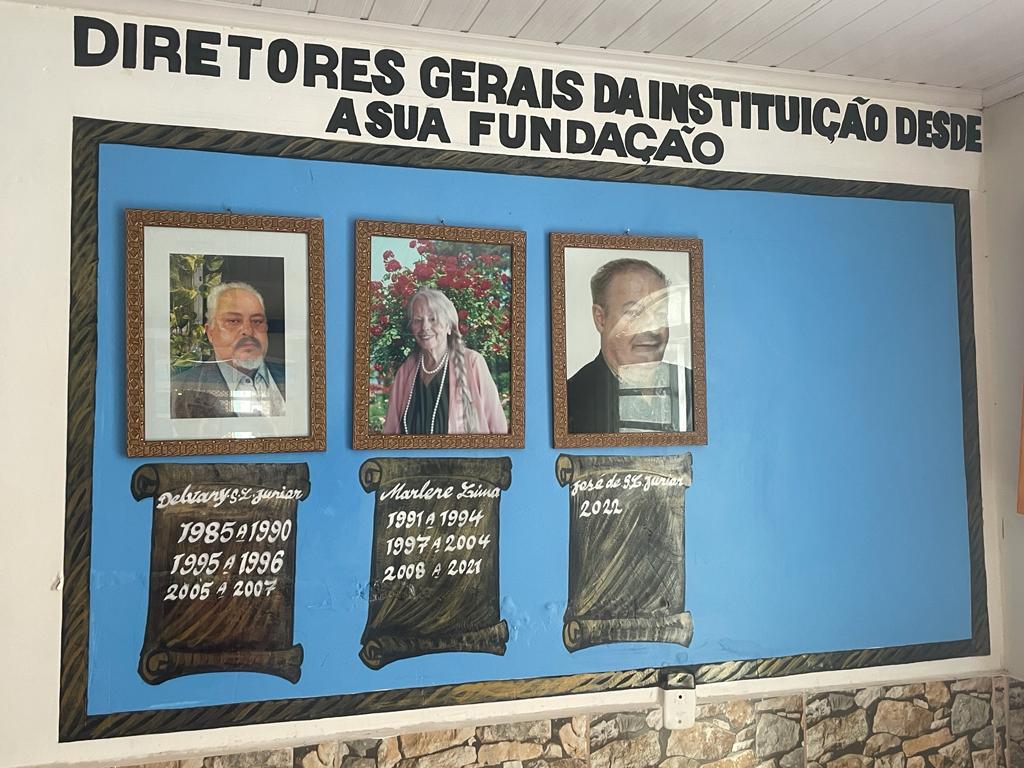 DIRETORES GERAIS DA INSTITUIÇÃO DESDE
A SUA FUNDAÇÃO
Delvany S.L. Junior
1985 A 1990
1995 A 1996
2005 A 2007
Marlene Lima
1991 A 1994
1997 A 2004
2008 A 2021
José de S.L. Junior
2022